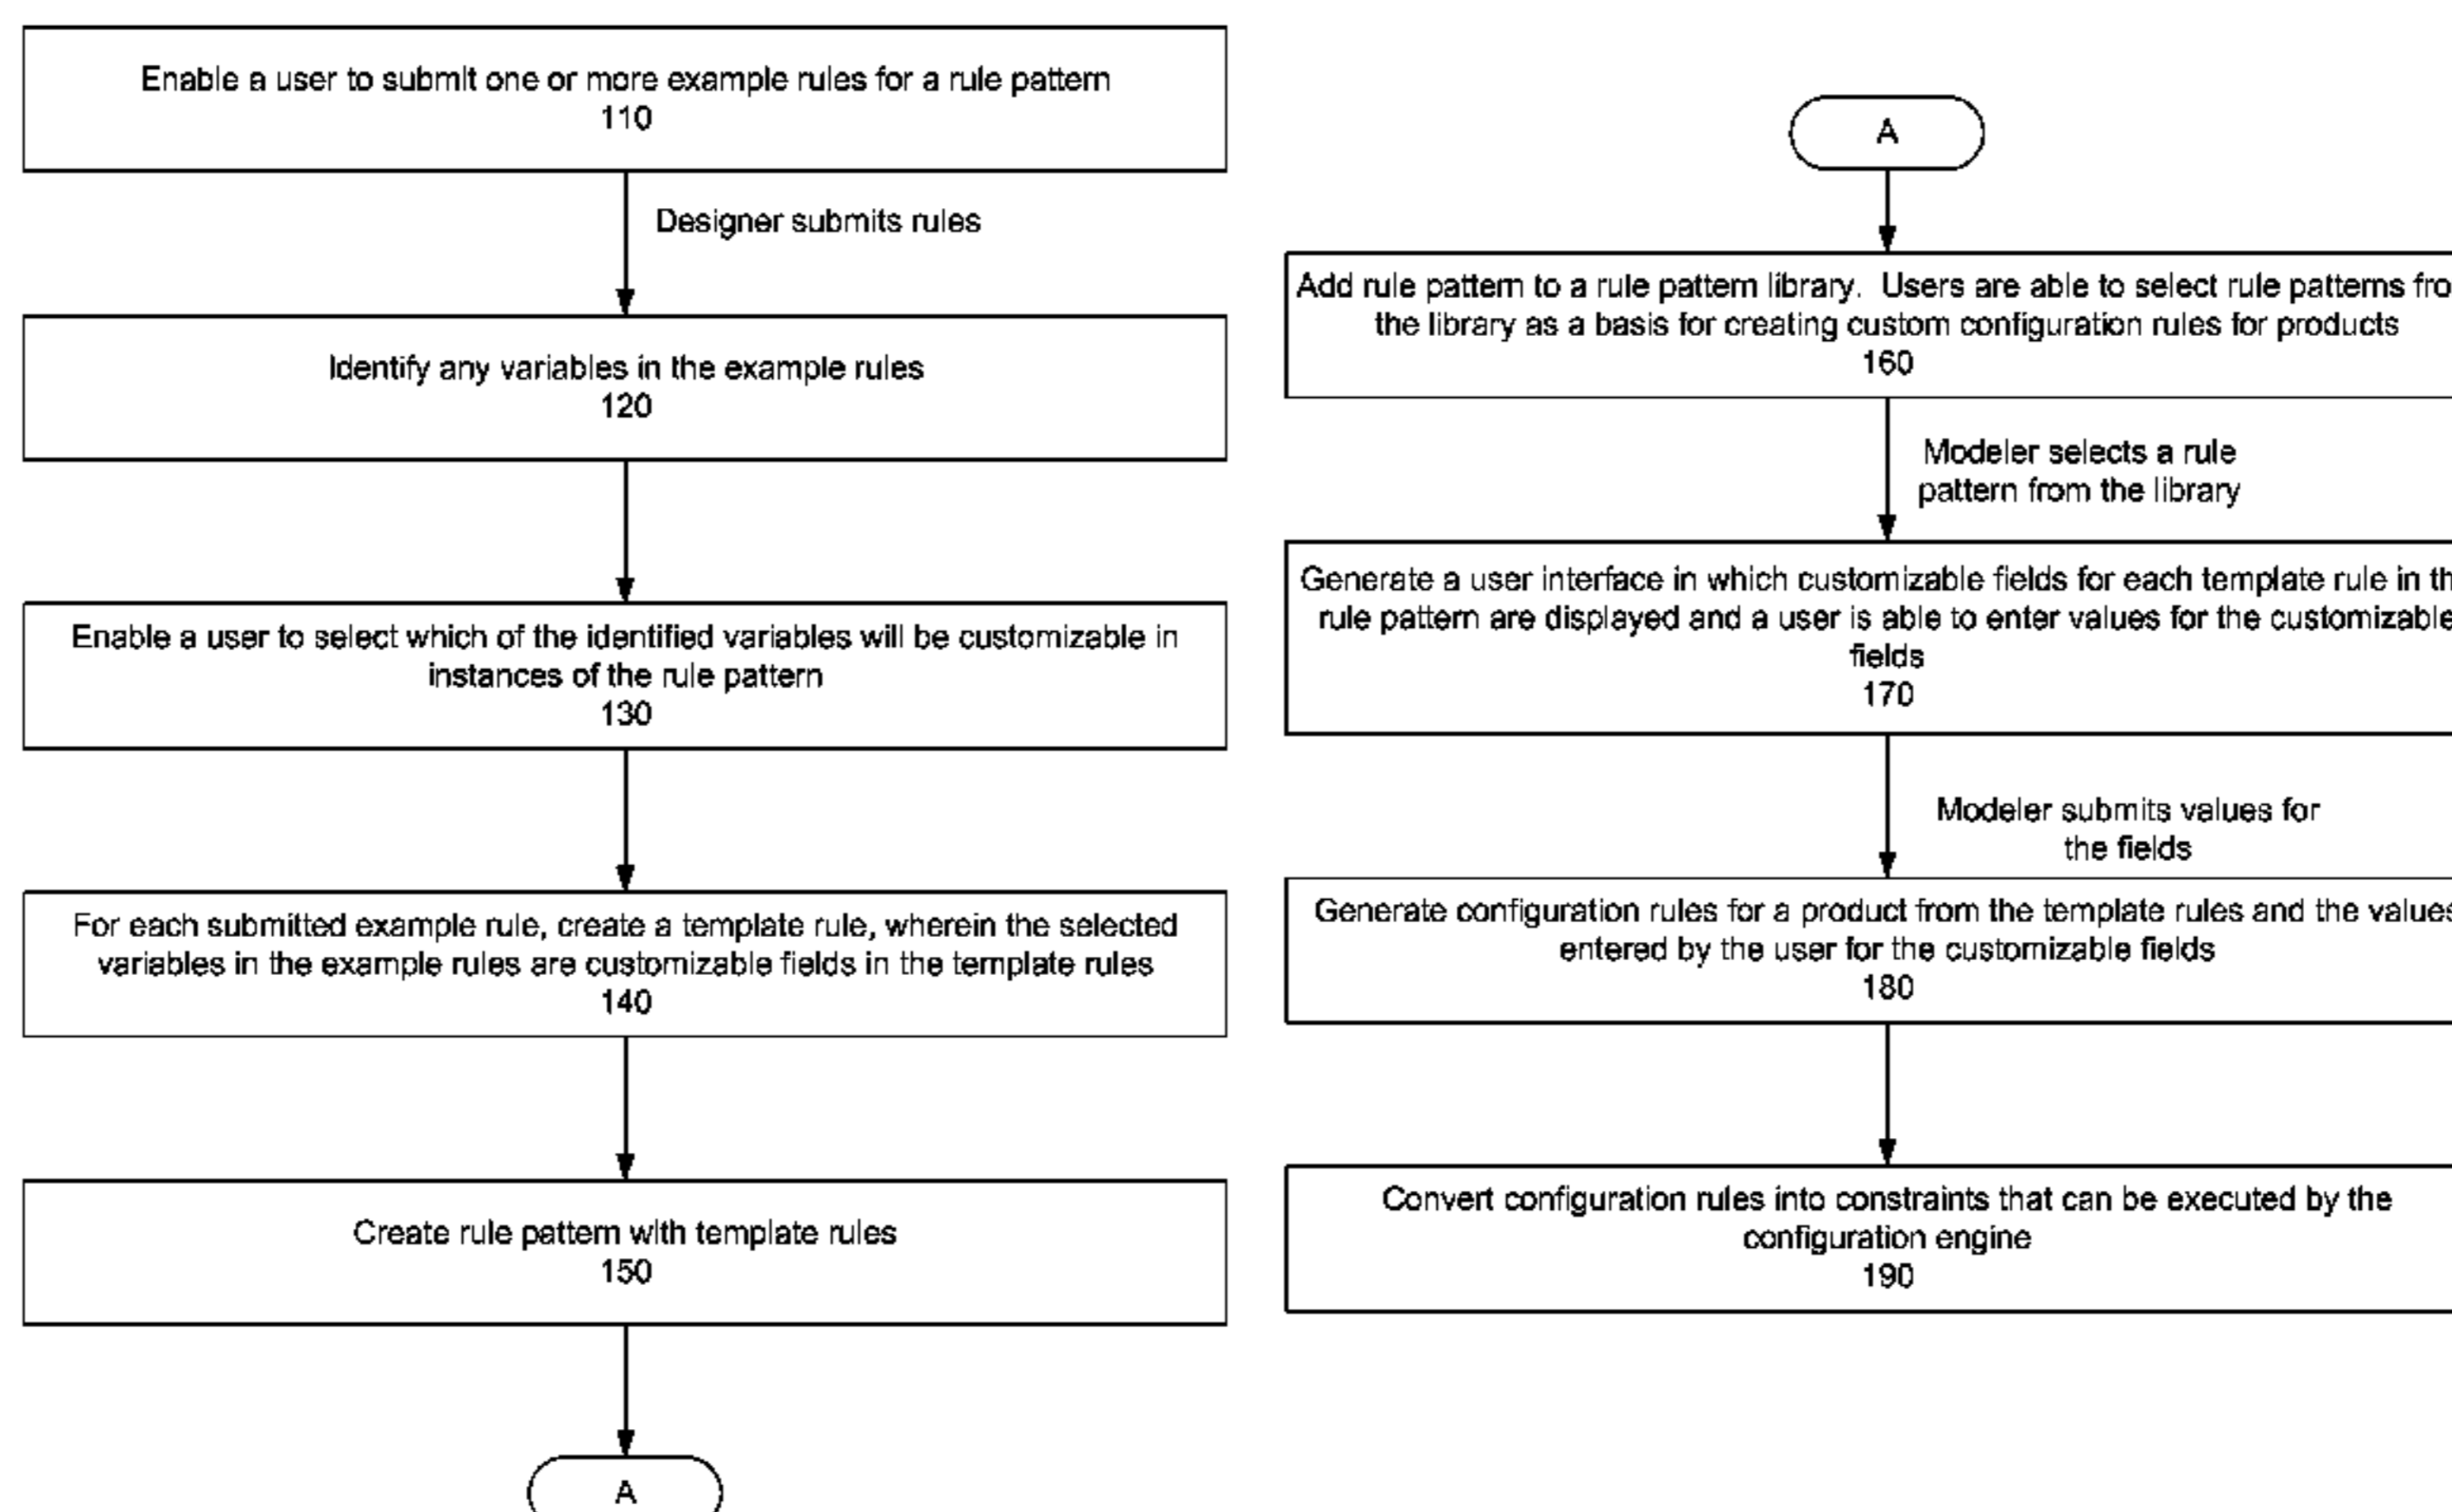 Enable a user to submit one or more example rules for a rule pattern
110
Designer submits rules
Identify any variables in the example rules
120
Enable a user to select which of the identified variables will be customizable in
instances of the rule pattern
130
For each submitted example rule, create a template rule, wherein the selected
variables in the example rules are customizable fields in the template rules
140
Create rule pattern with template rules
150
A
A
Add rule pattern to a rule pattern library. Users are able to select rule patterns fro
the library as a basis for creating custom configuration rules for products
160
Modeler selects a rule
pattern from the library
Generate a user interface in which customizable fields for each template rule in th
rule pattern are displayed and a user is able to enter values for the customizable
fields
170
Modeler submits values for
the fields
Generate configuration rules for a product from the template rules and the values
entered by the user for the customizable fields
180
Convert configuration rules into constraints that can be executed by the
configuration engine
190